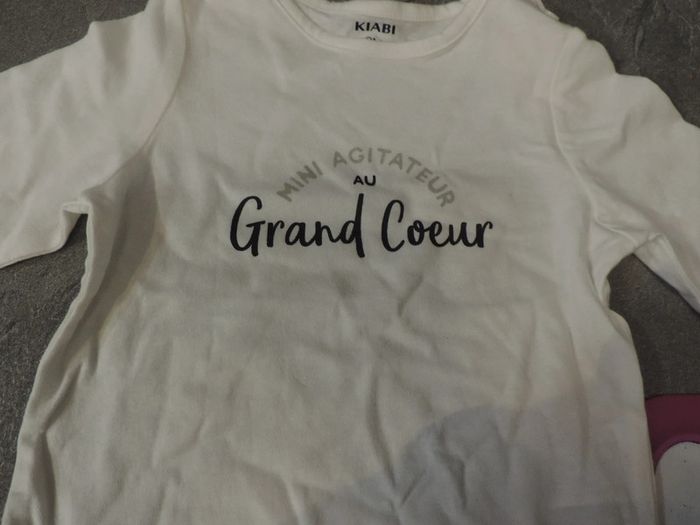 KIABI
MINI AGITATEUR
AU
Grand Coeur